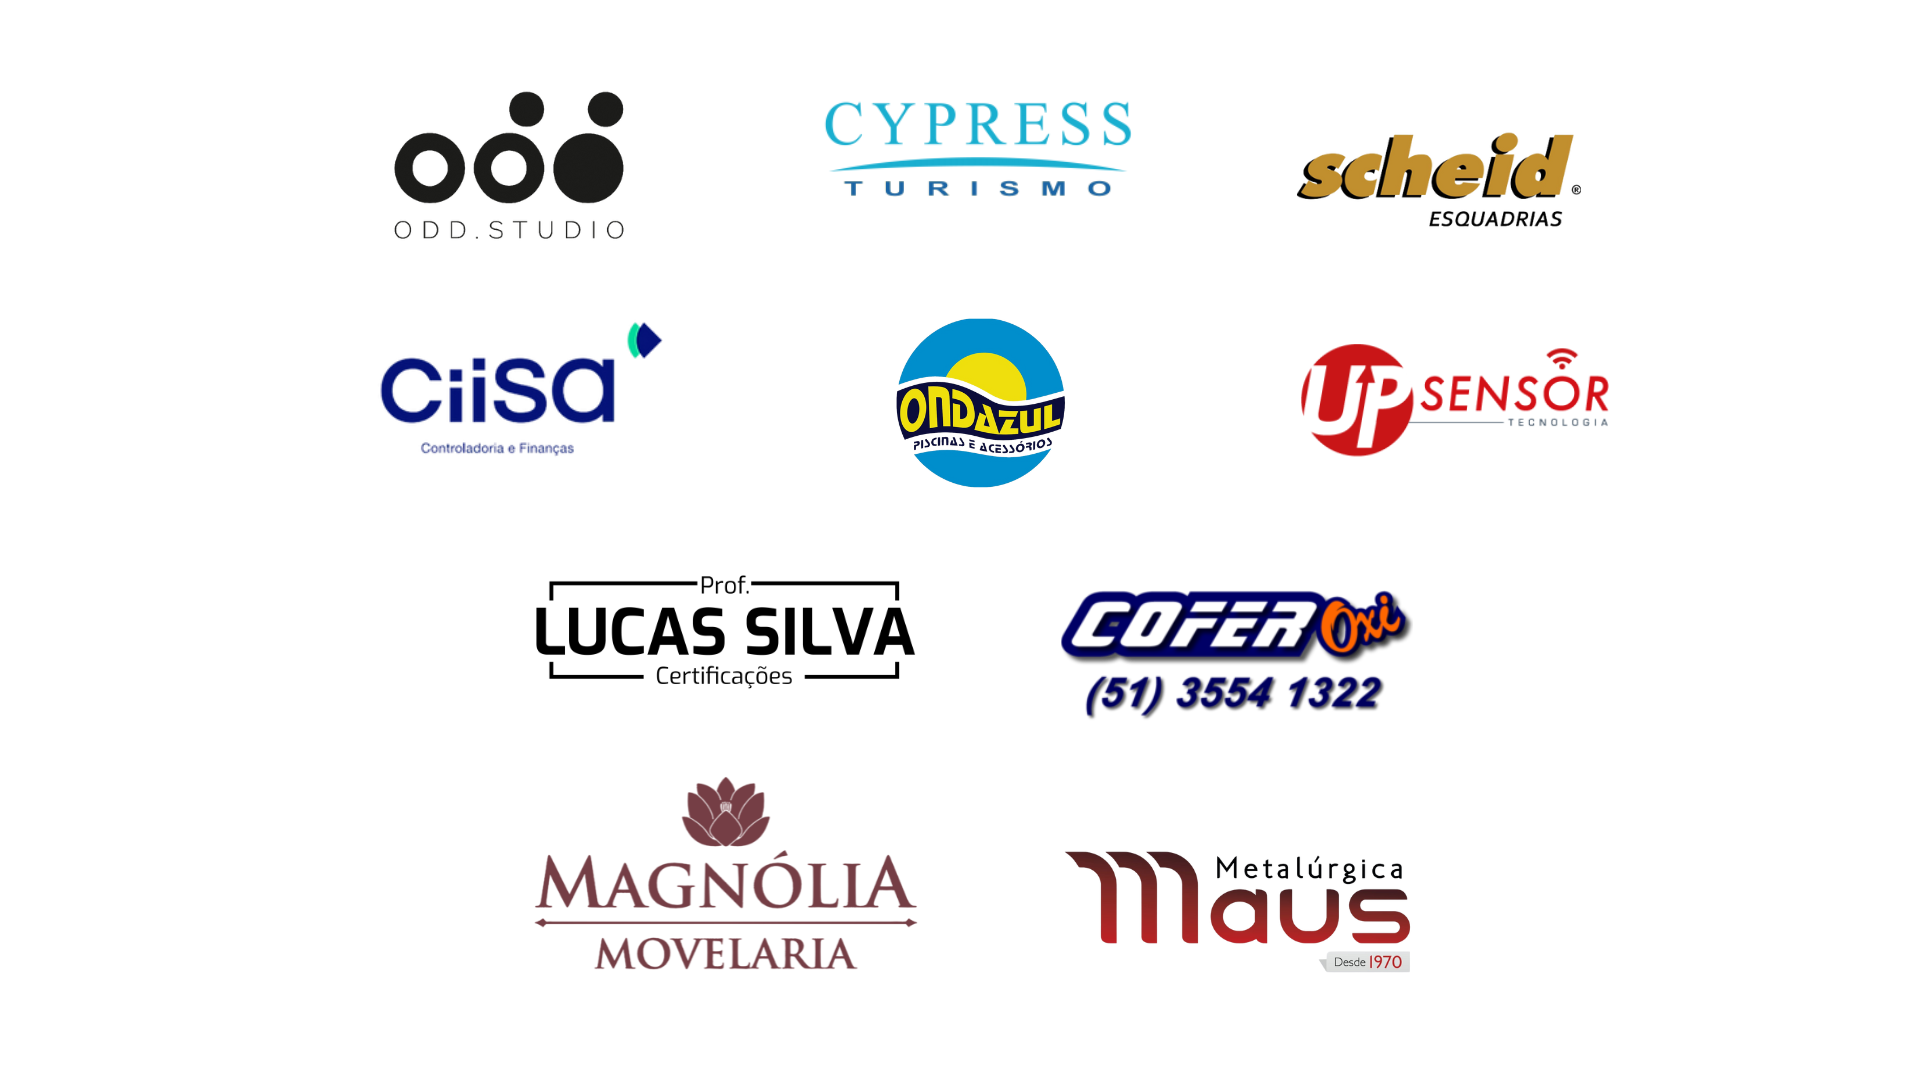 odd
ODD.STUDIO
CYPRESS
TURISMO
scheid®
ESQUADRIAS
ciisa
Controladoria e Finanças
ONDAZUL
PISCINAS E ACESSÓRIOS
UP SENSOR
TECNOLOGIA
Prof.
LUCAS SILVA
Certificações
COFER Oxi
(51) 3554 1322
MAGNÓLIA
MOVELARIA
Metalúrgica
maus
Desde 1970